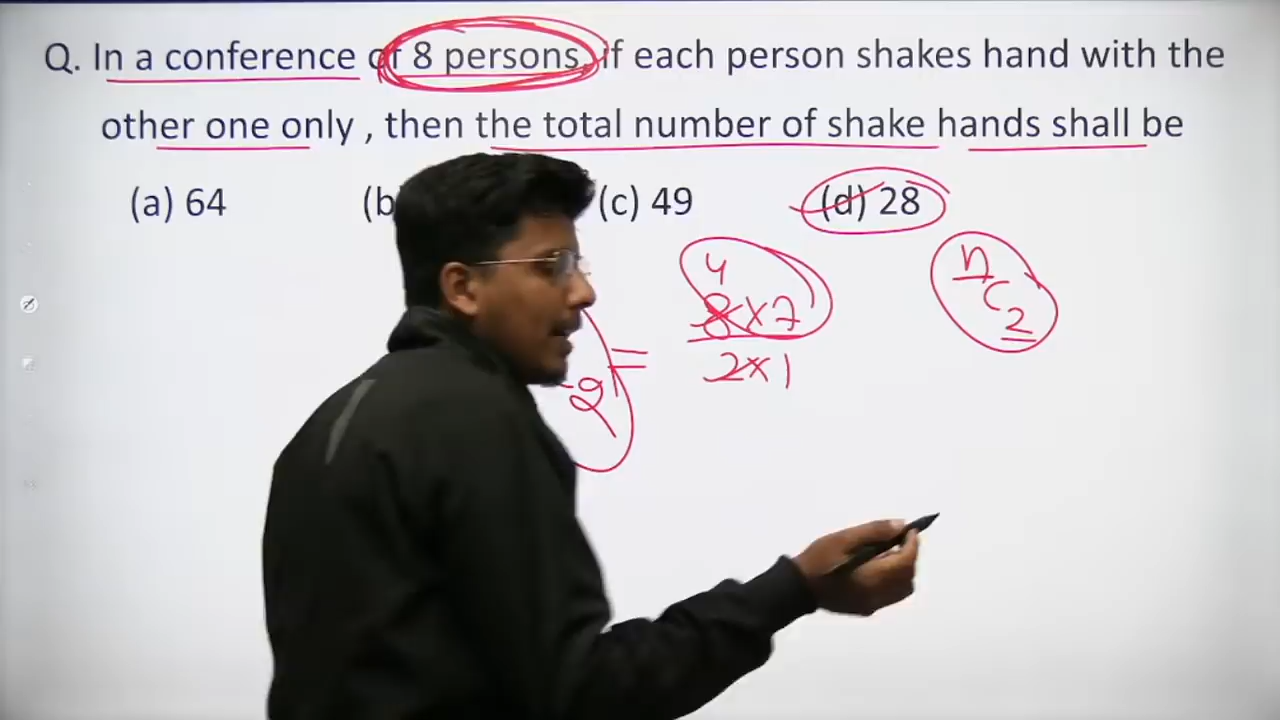 Q. In a conference of 8 persons, if each person shakes hand with the
other one only , then the total number of shake hands shall be
(a) 64 (b) (c) 49 (d) 28
4
8×7
= 2×1
n
C
2